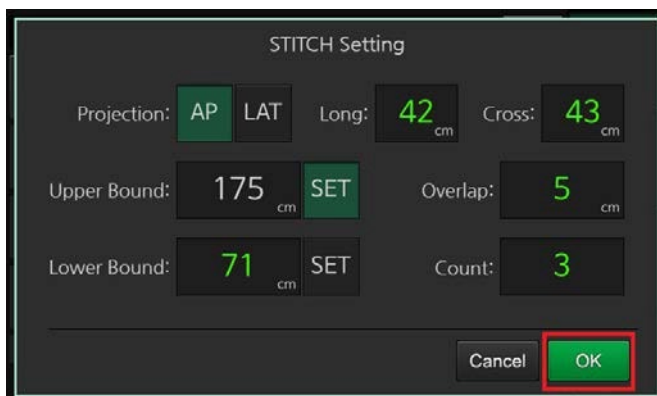 STITCH Setting
Projection: AP LAT Long: 42 cm Cross: 43 cm
Upper Bound: 175 cm SET Overlap: 5 cm
Lower Bound: 71 cm SET Count: 3
Cancel OK